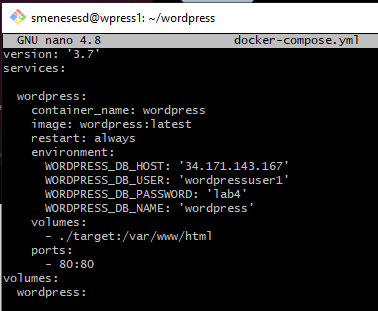 smenesesd@wpress1: ~/wordpress
GNU nano 4.8 docker-compose.yml
version: '3.7'
services:

  wordpress:
    container_name: wordpress
    image: wordpress:latest
    restart: always
    environment:
      WORDPRESS_DB_HOST: '34.171.143.167'
      WORDPRESS_DB_USER: 'wordpressuser1'
      WORDPRESS_DB_PASSWORD: 'lab4'
      WORDPRESS_DB_NAME: 'wordpress'
    volumes:
      - ./target:/var/www/html
    ports:
      - 80:80
volumes:
  wordpress: